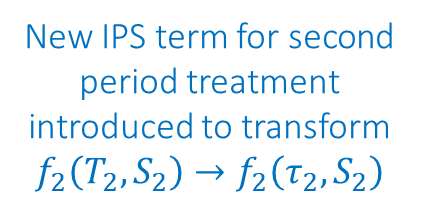 New IPS term for second
period treatment
introduced to transform
𝑓₂(𝑇₂, 𝑆₂) → 𝑓₂(𝜏₂, 𝑆₂)